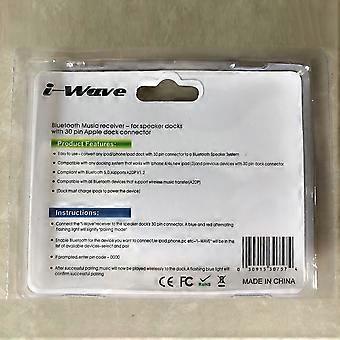 i-Wave
Bluetooth Music receiver – for speaker docks
with 30 pin Apple dock connector
Product Features:
• Easy to use - convert any ipod/iphone/ipad dock with 30 pin connector to a Bluetooth Speaker System
• Compatible with any docking system that works with iphone 4/4s, new ipad(2)and previous devices with 30 pin dock connector.
• Compliant with Bluetooth 5.0,supports A2DP V1.2
• Compatible with all Bluetooth devices that support wireless music transfer(A2DP)
(Dock must charge ipods to power the device)
Instructions:
• Connect the "i-Wave"receiver to the speaker docks 30 pin connector. A blue and red alternating
flashing light will signify "pairing mode"
• Enable Bluetooth for the device you want to connect ie.ipad,phone,pc etc-"I-WAVE" will be in the list
of available devices-select and pair
• If prompted, enter pin code - 0000
• After successful pairing music will now be played wirelessly to the dock.A flashing blue light will
confirm succesful pairing.
CE
RoHS
FC
MADE IN CHINA